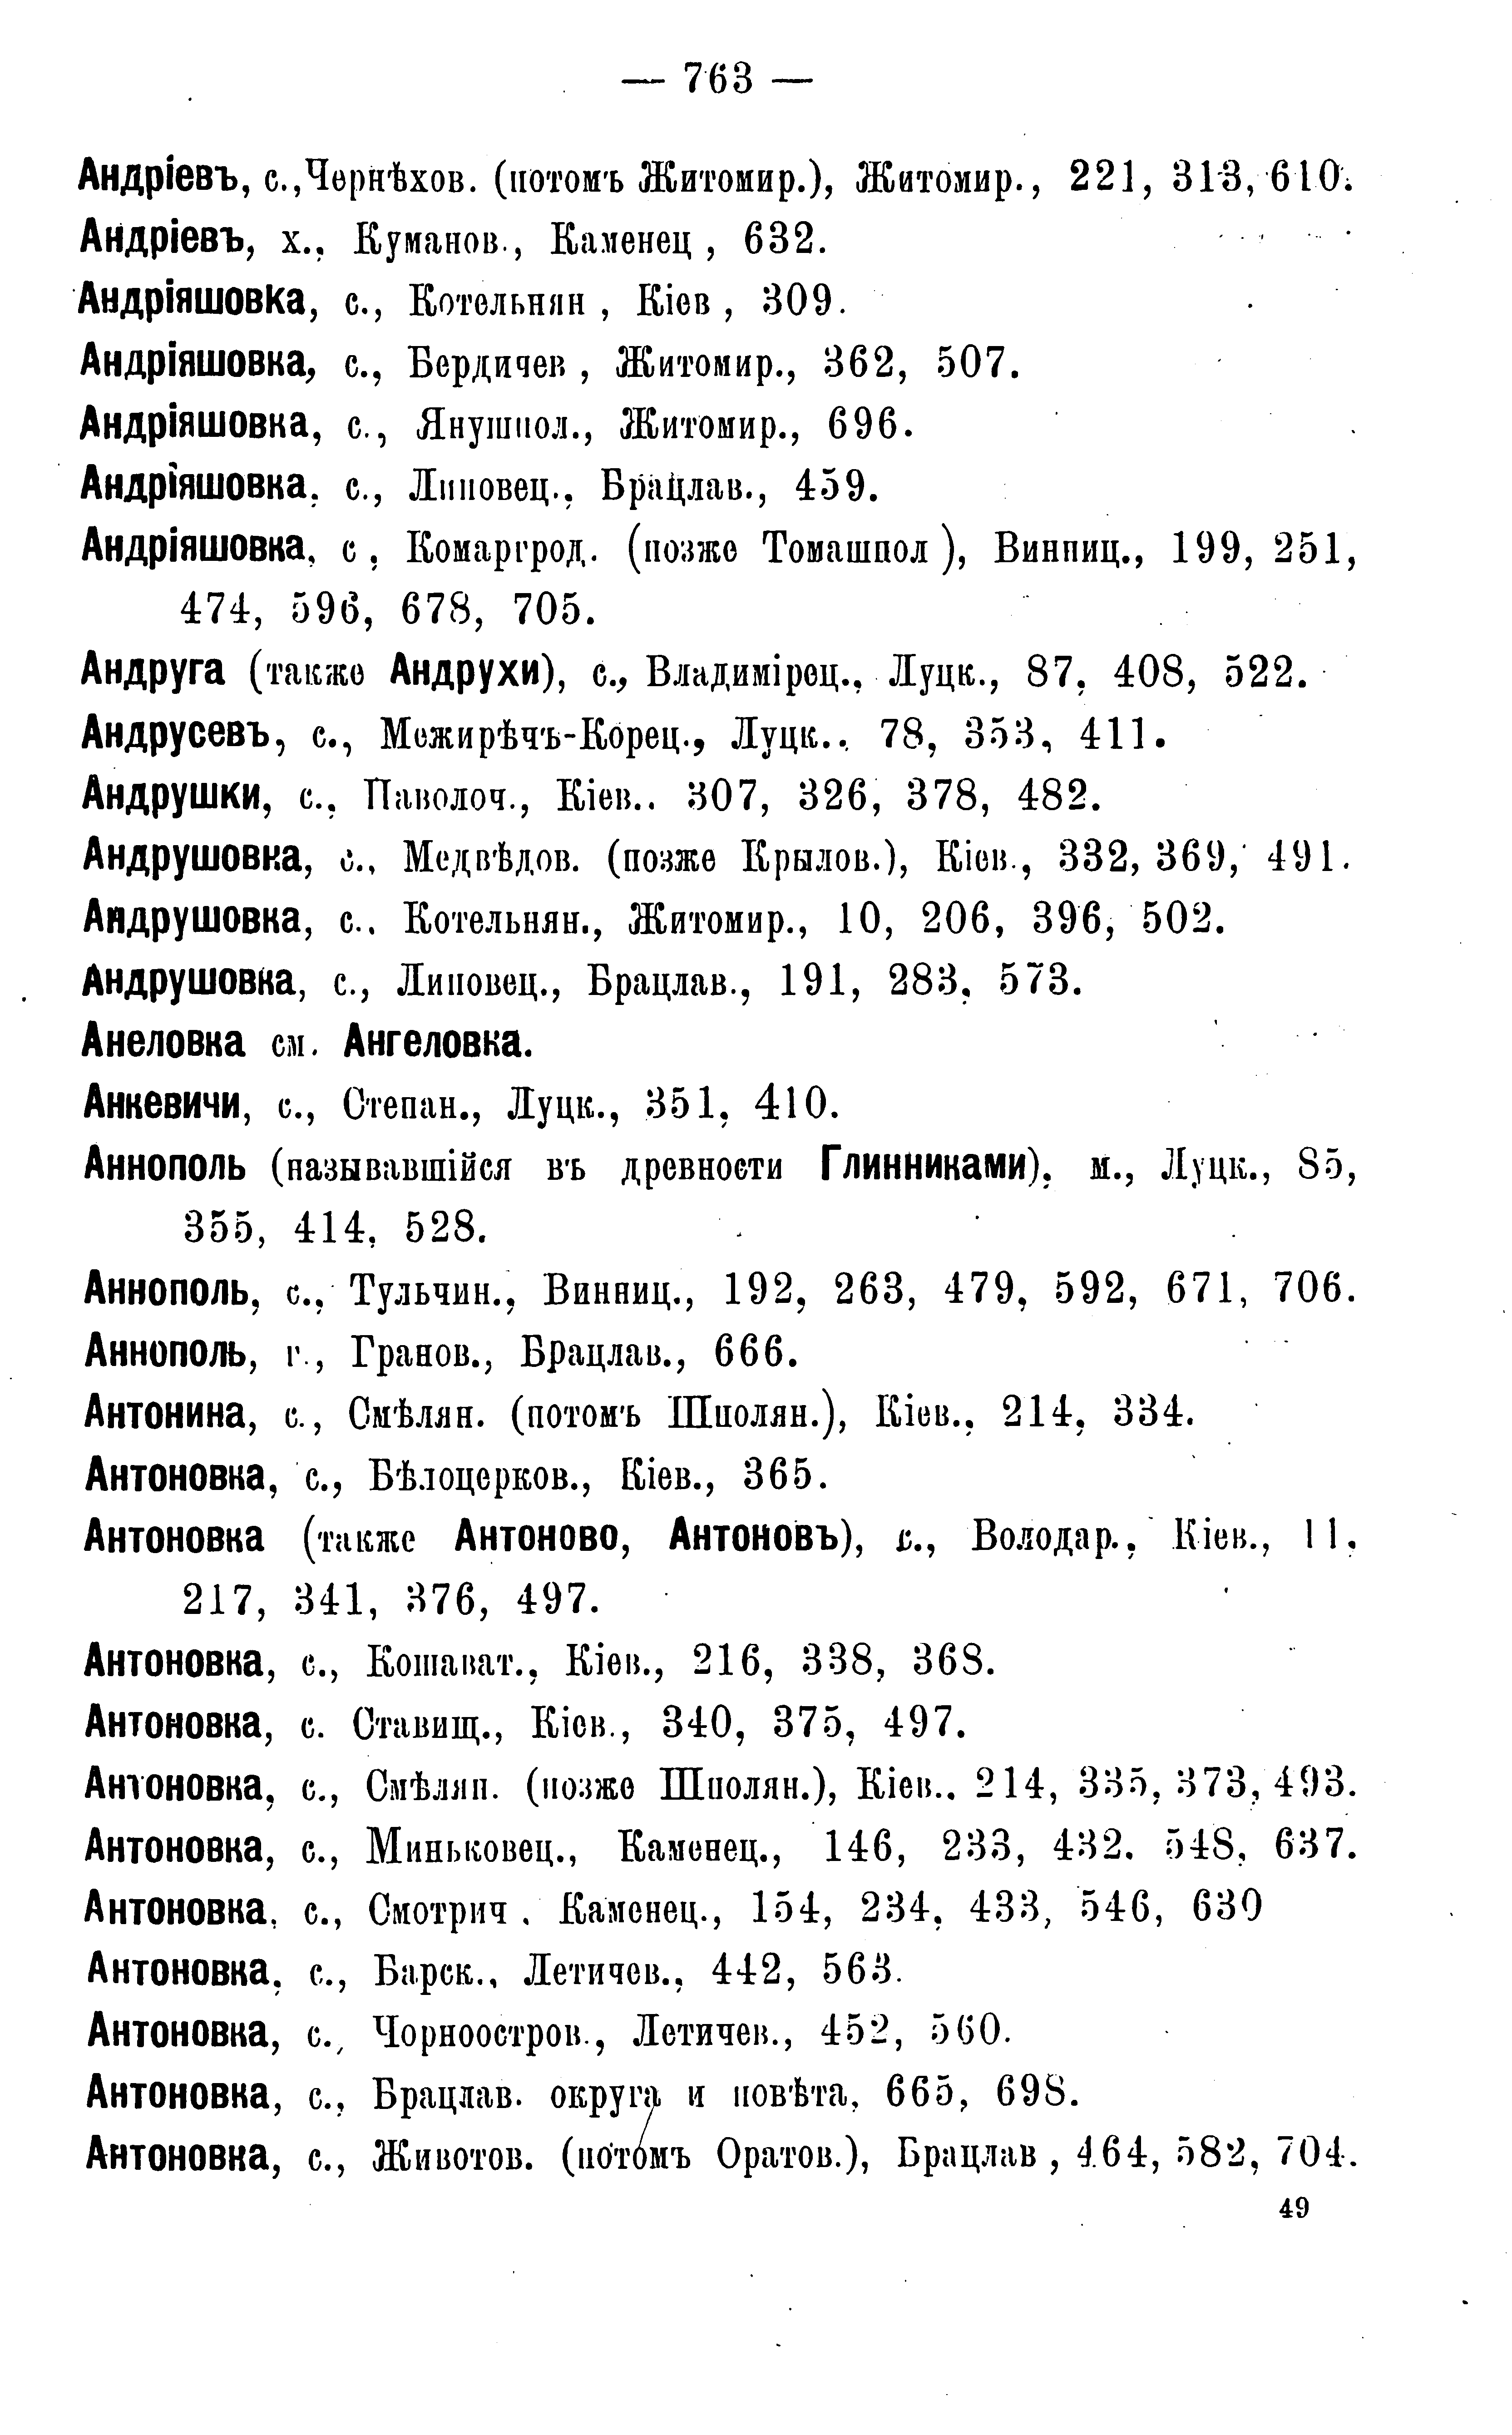 — 763 —
Андріевъ, с., Чернѣхов. (потомъ Житомир.), Житомир., 221, 313, 610.
Андріевъ, х., Куманов., Каменец , 632.
Андріяшовка, с., Котельнян , Кіев , 309.
Андріяшовка, с., Бердичев , Житомир., 362, 507.
Андріяшовка, с., Янушпол., Житомир., 696.
Андріяшовка, с., Липовец., Брацлав., 459.
Андріяшовка, с , Комаргрод. (позже Томашпол ), Винниц., 199, 251,
474, 596, 678, 705.
Андруга (также Андрухи), с., Владимірец., Луцк., 87, 408, 522.
Андрусевъ, с., Межирѣчъ-Корец., Луцк., 78, 353, 411.
Андрушки, с., Паволоч., Кіев., 307, 326, 378, 482.
Андрушовка, с., Медвѣдов. (позже Крылов.), Кіев., 332, 369, 491.
Андрушовка, с., Котельнян., Житомир., 10, 206, 396, 502.
Андрушовка, с., Липовец., Брацлав., 191, 283, 573.
Анеловка см. Ангеловка.
Анкевичи, с., Степан., Луцк., 351, 410.
Аннополь (называвшійся въ древности Глинниками), м., Луцк., 85,
355, 414, 528.
Аннополь, с., Тульчин., Винниц., 192, 263, 479, 592, 671, 706.
Аннополь, г., Гранов., Брацлав., 666.
Антонина, с., Смѣлян. (потомъ Шполян.), Кіев., 214, 334.
Антоновка, с., Бѣлоцерков., Кіев., 365.
Антоновка (также Антоново, Антоновъ), с., Володар., Кіев., 11,
217, 341, 376, 497.
Антоновка, с., Кошават., Кіев., 216, 338, 368.
Антоновка, с. Ставищ., Кіев., 340, 375, 497.
Антоновка, с., Смѣлян. (позже Шполян.), Кіев., 214, 335, 373, 493.
Антоновка, с., Миньковец., Каменец., 146, 233, 432, 548, 637.
Антоновка, с., Смотрич , Каменец., 154, 234, 433, 546, 630
Антоновка, с., Барск., Летичев., 442, 563.
Антоновка, с., Чорноостров., Летичев., 452, 560.
Антоновка, с., Брацлав. округа и повѣта, 665, 698.
Антоновка, с., Животов. (потомъ Оратов.), Брацлав , 464, 582, 704.
49